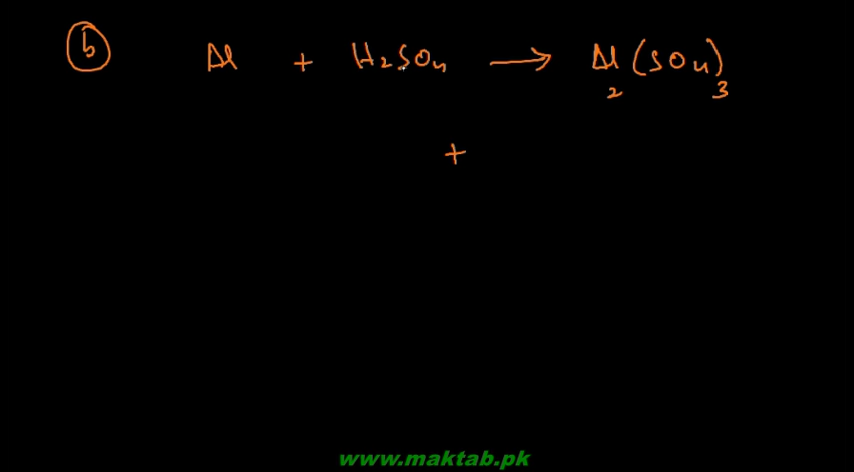 b Al + H₂SO₄ → Al₂(SO₄)₃
+
www.maktab.pk